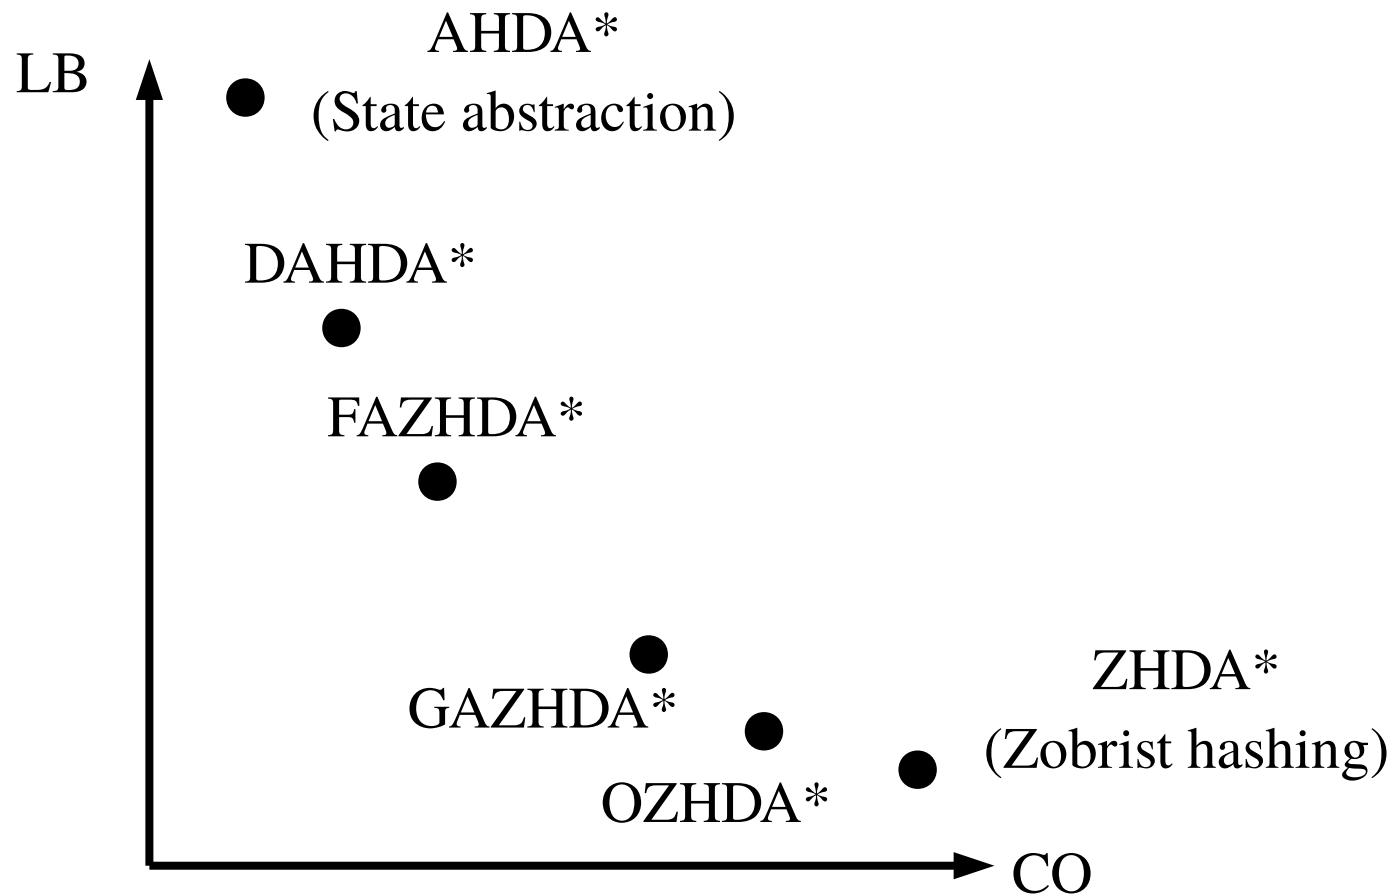 AHDA*
LB
(State abstraction)
DAHDA*
FAZHDA*
ZHDA*
GAZHDA*
(Zobrist hashing)
OZHDA*
CO